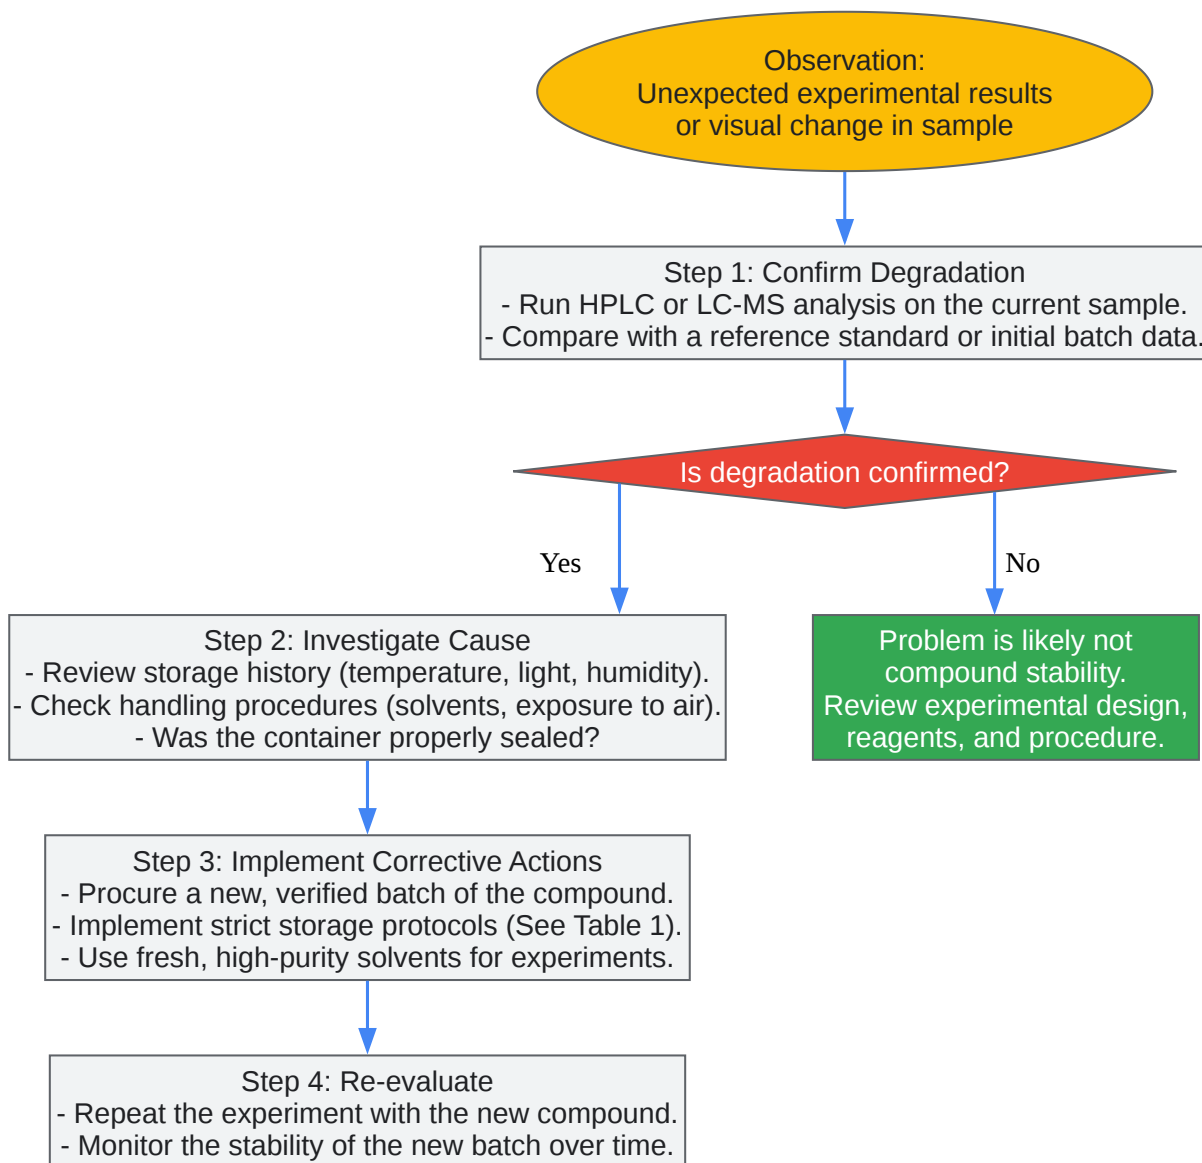 Observation:
Unexpected experimental results
or visual change in sample
Step 1: Confirm Degradation
- Run HPLC or LC-MS analysis on the current sample.
- Compare with a reference standard or initial batch data.
Is degradation confirmed?
Yes
No
Step 2: Investigate Cause
- Review storage history (temperature, light, humidity).
- Check handling procedures (solvents, exposure to air).
- Was the container properly sealed?
Problem is likely not
compound stability.
Review experimental design,
reagents, and procedure.
Step 3: Implement Corrective Actions
- Procure a new, verified batch of the compound.
- Implement strict storage protocols (See Table 1).
- Use fresh, high-purity solvents for experiments.
Step 4: Re-evaluate
- Repeat the experiment with the new compound.
- Monitor the stability of the new batch over time.